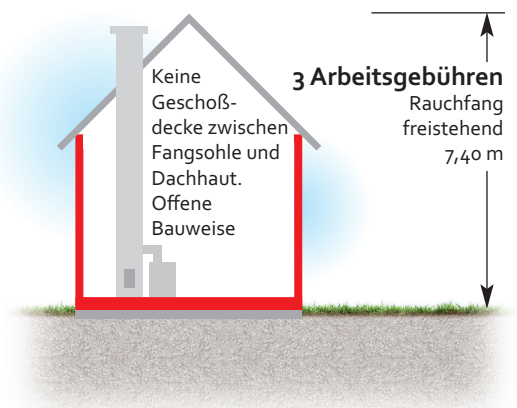 Keine
Geschoß-
decke zwischen
Fangsohle und
Dachhaut.
Offene
Bauweise
3 Arbeitsgebühren
Rauchfang
freistehend
7,40 m